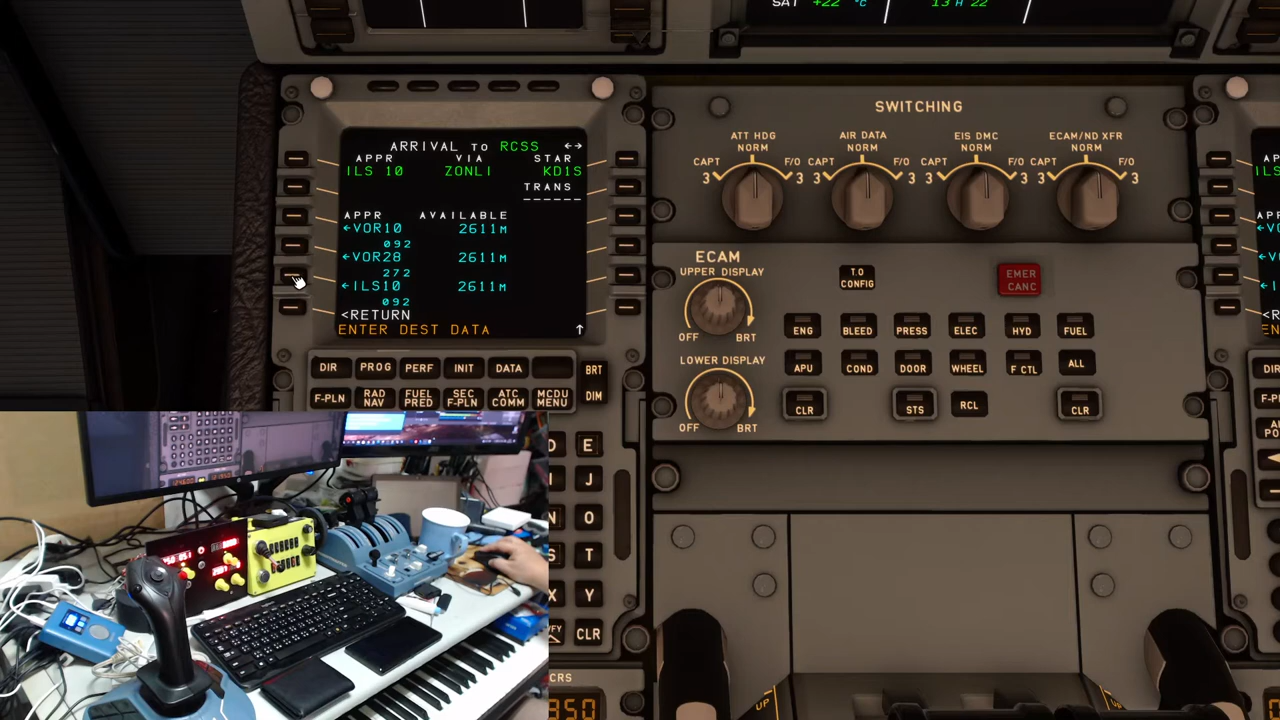 SAT +22 °C 13 H 22
ARRIVAL TO RCSS ←→
APPR VIA STAR
ILS 10 ZONLI KD1S
TRANS
------
APPR AVAILABLE
←VOR10 2611M
092
←VOR28 2611M
272
←ILS10 2611M
092
<RETURN
ENTER DEST DATA ↑
DIR PROG PERF INIT DATA
BRT
DIM
F-PLN RAD NAV FUEL PRED SEC F-PLN ATC COMM MCDU MENU
E
J
O
T
X Y
CLR
SWITCHING
ATT HDG AIR DATA EIS DMC ECAM/ND XFR
NORM NORM NORM NORM
CAPT F/O CAPT F/O CAPT F/O CAPT F/O
3 3 3 3 3 3 3 3
ECAM
UPPER DISPLAY
OFF BRT
LOWER DISPLAY
OFF BRT
T.O
CONFIG
EMER
CANC
ENG BLEED PRESS ELEC HYD FUEL
APU COND DOOR WHEEL F CTL ALL
CLR STS RCL CLR
CRS
350
UP
UP